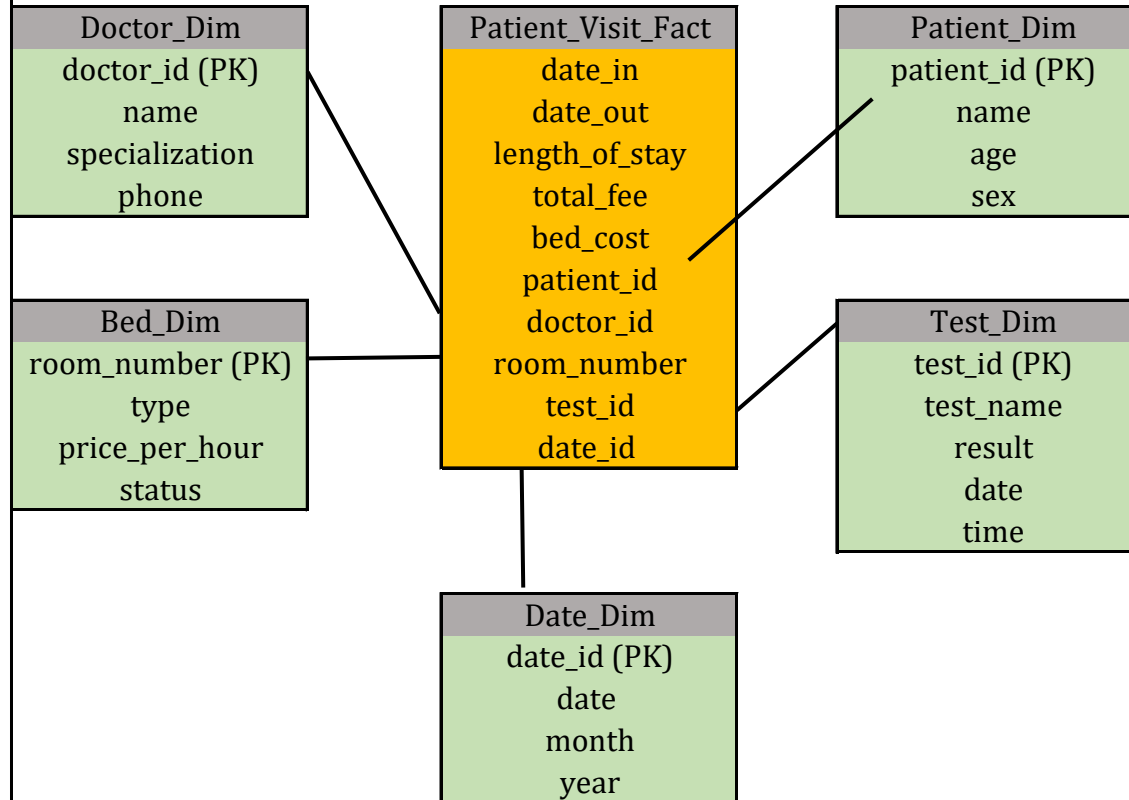 Doctor_Dim
doctor_id (PK)
name
specialization
phone
Patient_Visit_Fact
date_in
date_out
length_of_stay
total_fee
bed_cost
patient_id
doctor_id
room_number
test_id
date_id
Patient_Dim
patient_id (PK)
name
age
sex
Bed_Dim
room_number (PK)
type
price_per_hour
status
Test_Dim
test_id (PK)
test_name
result
date
time
Date_Dim
date_id (PK)
date
month
year